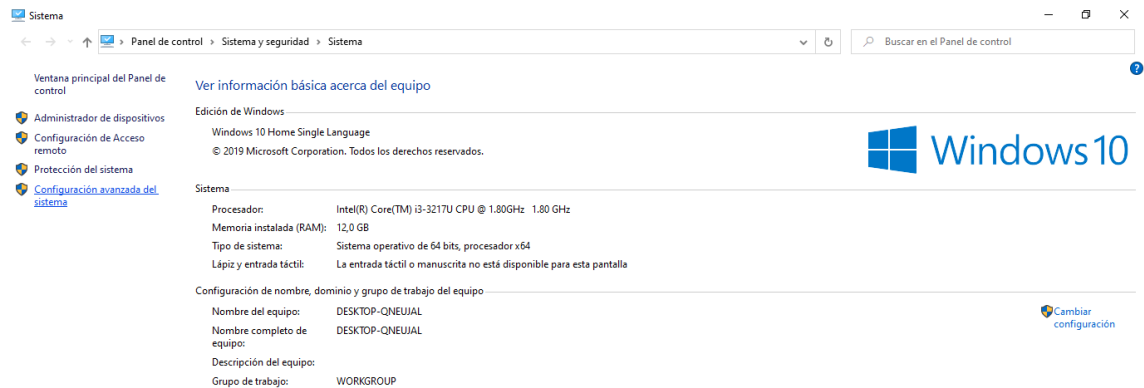 Sistema
Panel de control > Sistema y seguridad > Sistema
Buscar en el Panel de control
Ventana principal del Panel de
control
Administrador de dispositivos
Configuración de Acceso
remoto
Protección del sistema
Configuración avanzada del
sistema
Ver información básica acerca del equipo
Edición de Windows
Windows 10 Home Single Language
© 2019 Microsoft Corporation. Todos los derechos reservados.
Windows 10
Sistema
Procesador: Intel(R) Core(TM) i3-3217U CPU @ 1.80GHz 1.80 GHz
Memoria instalada (RAM): 12,0 GB
Tipo de sistema: Sistema operativo de 64 bits, procesador x64
Lápiz y entrada táctil: La entrada táctil o manuscrita no está disponible para esta pantalla
Configuración de nombre, dominio y grupo de trabajo del equipo
Nombre del equipo: DESKTOP-QNEUJAL
Nombre completo de
equipo: DESKTOP-QNEUJAL
Descripción del equipo:
Grupo de trabajo: WORKGROUP
Cambiar
configuración